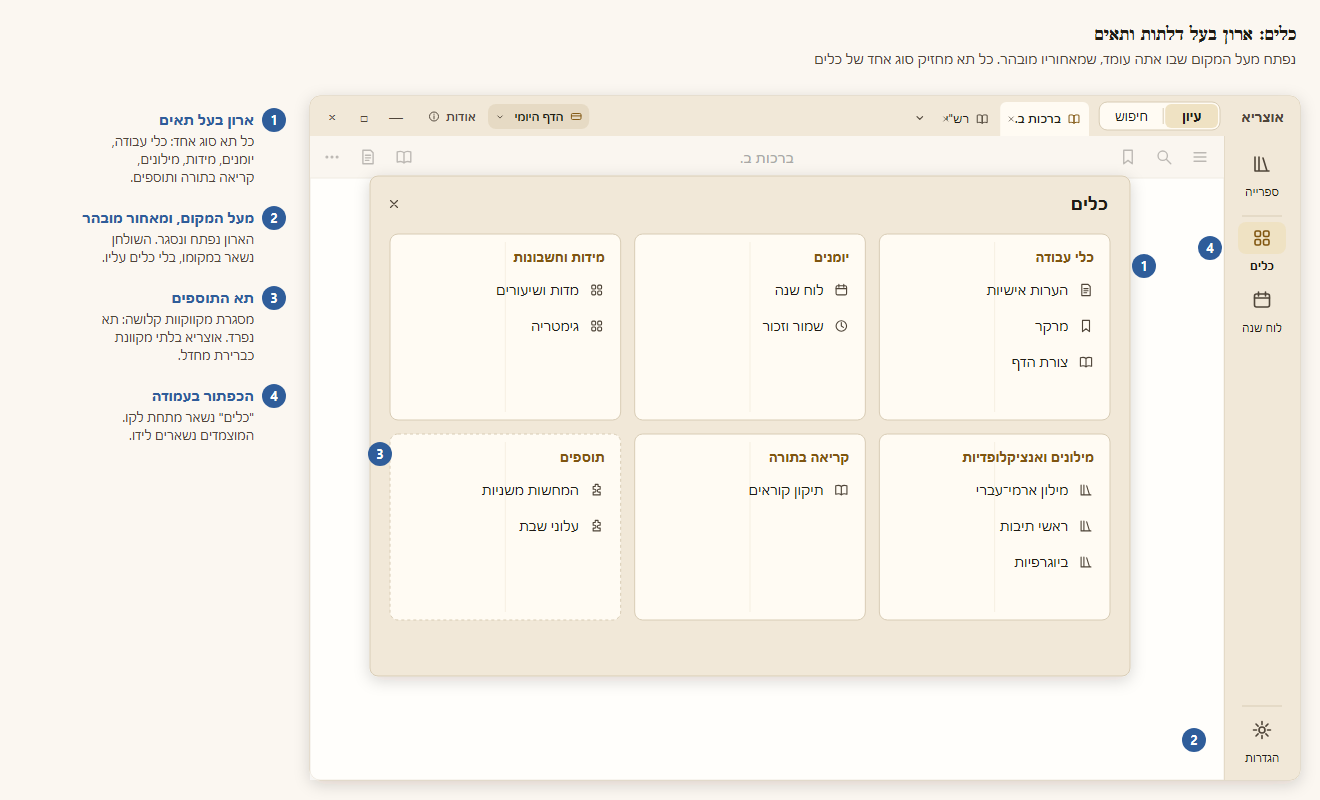 כלים: ארון בעל דלתות ותאים
נפתח מעל המקום שבו אתה עומד, שמאחוריו מובהר. כל תא מחזיק סוג אחד של כלים
אוצריא
עיון
חיפוש
ברכות ב.
רש"י
הדף היומי
אודות
ברכות ב.
ספרייה
כלים
לוח שנה
הגדרות
כלים
כלי עבודה
הערות אישיות
מרקר
צורת הדף
יומנים
לוח שנה
שמור וזכור
מידות וחשבונות
מדות ושיעורים
גימטריה
מילונים ואנציקלופדיות
מילון ארמי־עברי
ראשי תיבות
ביוגרפיות
קריאה בתורה
תיקון קוראים
תוספים
המחשות משניות
עלוני שבת
4
1
3
2
1 ארון בעל תאים
כל תא סוג אחד: כלי עבודה,
יומנים, מידות, מילונים,
קריאה בתורה ותוספים.
2 מעל המקום, ומאחור מובהר
הארון נפתח ונסגר. השולחן
נשאר במקומו, בלי כלים עליו.
3 תא התוספים
מסגרת מקווקוות קלושה: תא
נפרד. אוצריא בלתי מקוונת
כברירת מחדל.
4 הכפתור בעמודה
"כלים" נשאר מתחת לקו.
המוצמדים נשארים לידו.